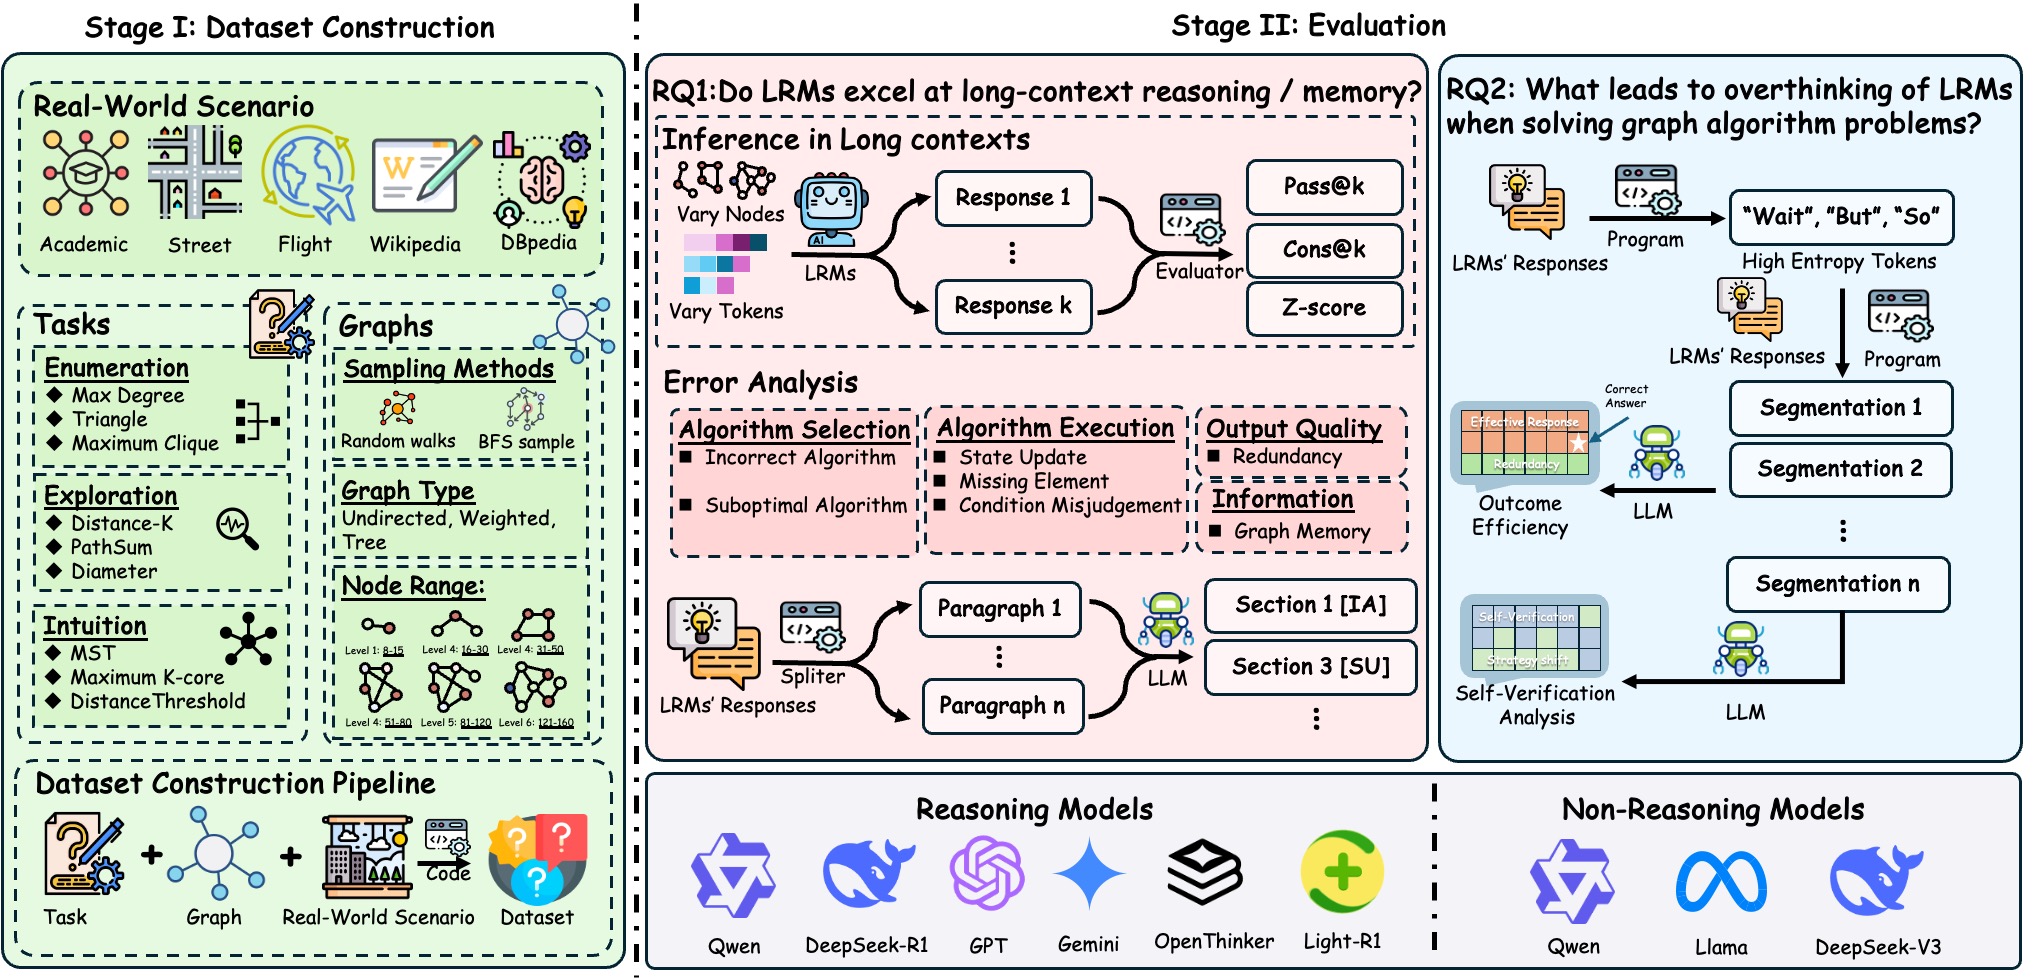 Stage I: Dataset Construction
Real-World Scenario
W
Academic
Street
Flight
Wikipedia
DBpedia
Tasks
Enumeration
◆ Max Degree
◆ Triangle
◆ Maximum Clique
Exploration
◆ Distance-K
◆ PathSum
◆ Diameter
Intuition
◆ MST
◆ Maximum K-core
◆ DistanceThreshold
Graphs
Sampling Methods
Random walks
BFS sample
Graph Type
Undirected, Weighted,
Tree
Node Range:
Level 1: 8-15
Level 4: 16-30
Level 4: 31-50
Level 4: 51-80
Level 5: 81-120
Level 6: 121-160
Dataset Construction Pipeline
Task
+
Graph
+
Real-World Scenario
Code
Dataset
Stage II: Evaluation
RQ1:Do LRMs excel at long-context reasoning / memory?
Inference in Long contexts
Vary Nodes
Vary Tokens
AI
LRMs
Response 1
Response k
Evaluator
Pass@k
Cons@k
Z-score
Error Analysis
Algorithm Selection
■ Incorrect Algorithm
■ Suboptimal Algorithm
Algorithm Execution
■ State Update
■ Missing Element
■ Condition Misjudgement
Output Quality
■ Redundancy
Information
■ Graph Memory
LRMs' Responses
Spliter
Paragraph 1
Paragraph n
LLM
Section 1 [IA]
Section 3 [SU]
RQ2: What leads to overthinking of LRMs
when solving graph algorithm problems?
LRMs' Responses
Program
“Wait”, "But", “So”
High Entropy Tokens
LRMs' Responses
Program
Segmentation 1
Segmentation 2
Segmentation n
Correct
Answer
Effective Response
Redundancy
Outcome
Efficiency
LLM
Self-Verification
Strategy shift
Self-Verification
Analysis
LLM
Reasoning Models
Qwen
DeepSeek-R1
GPT
Gemini
OpenThinker
Light-R1
Non-Reasoning Models
Qwen
Llama
DeepSeek-V3